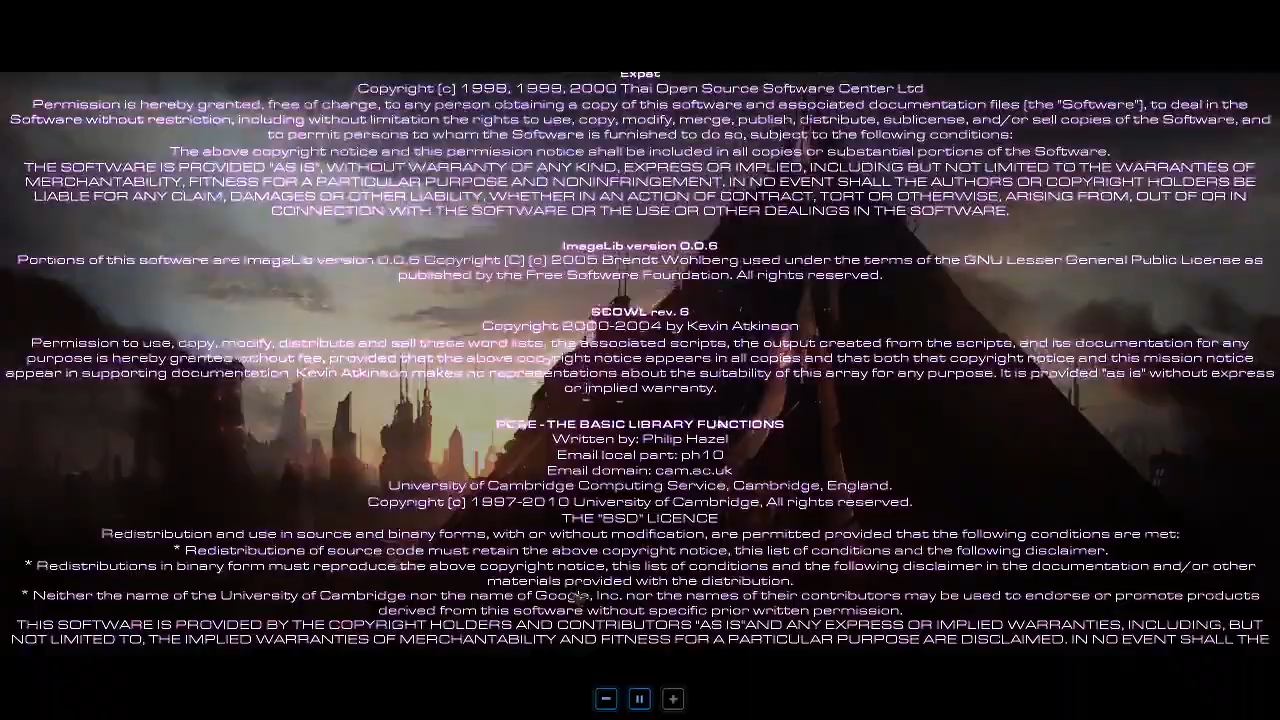 Expat
Copyright (c) 1998, 1999, 2000 Thai Open Source Software Center Ltd
Permission is hereby granted, free of charge, to any person obtaining a copy of this software and associated documentation files (the "Software"), to deal in the
Software without restriction, including without limitation the rights to use, copy, modify, merge, publish, distribute, sublicense, and/or sell copies of the Software, and
to permit persons to whom the Software is furnished to do so, subject to the following conditions:
The above copyright notice and this permission notice shall be included in all copies or substantial portions of the Software.
THE SOFTWARE IS PROVIDED "AS IS", WITHOUT WARRANTY OF ANY KIND, EXPRESS OR IMPLIED, INCLUDING BUT NOT LIMITED TO THE WARRANTIES OF
MERCHANTABILITY, FITNESS FOR A PARTICULAR PURPOSE AND NONINFRINGEMENT. IN NO EVENT SHALL THE AUTHORS OR COPYRIGHT HOLDERS BE
LIABLE FOR ANY CLAIM, DAMAGES OR OTHER LIABILITY, WHETHER IN AN ACTION OF CONTRACT, TORT OR OTHERWISE, ARISING FROM, OUT OF OR IN
CONNECTION WITH THE SOFTWARE OR THE USE OR OTHER DEALINGS IN THE SOFTWARE.
ImageLib version 0.0.6
Portions of this software are ImageLib version 0.0.6 Copyright (C) (c) 2005 Brendt Wohlberg used under the terms of the GNU Lesser General Public License as
published by the Free Software Foundation. All rights reserved.
SCOWL rev. 6
Copyright 2000-2004 by Kevin Atkinson
Permission to use, copy, modify, distribute and sell these word lists, the associated scripts, the output created from the scripts, and its documentation for any
purpose is hereby granted without fee, provided that the above copyright notice appears in all copies and that both that copyright notice and this mission notice
appear in supporting documentation. Kevin Atkinson makes no representations about the suitability of this array for any purpose. It is provided "as is" without express
or implied warranty.
PCRE - THE BASIC LIBRARY FUNCTIONS
Written by: Philip Hazel
Email local part: ph10
Email domain: cam.ac.uk
University of Cambridge Computing Service, Cambridge, England.
Copyright (c) 1997-2010 University of Cambridge, All rights reserved.
THE "BSD" LICENCE
Redistribution and use in source and binary forms, with or without modification, are permitted provided that the following conditions are met:
* Redistributions of source code must retain the above copyright notice, this list of conditions and the following disclaimer.
* Redistributions in binary form must reproduce the above copyright notice, this list of conditions and the following disclaimer in the documentation and/or other
materials provided with the distribution.
* Neither the name of the University of Cambridge nor the name of Google, Inc. nor the names of their contributors may be used to endorse or promote products
derived from this software without specific prior written permission.
THIS SOFTWARE IS PROVIDED BY THE COPYRIGHT HOLDERS AND CONTRIBUTORS "AS IS"AND ANY EXPRESS OR IMPLIED WARRANTIES, INCLUDING, BUT
NOT LIMITED TO, THE IMPLIED WARRANTIES OF MERCHANTABILITY AND FITNESS FOR A PARTICULAR PURPOSE ARE DISCLAIMED. IN NO EVENT SHALL THE